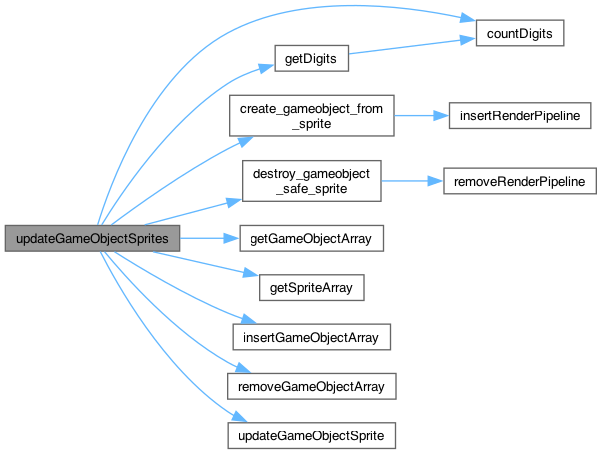 countDigits
getDigits
create_gameobject_from
_sprite
insertRenderPipeline
destroy_gameobject
_safe_sprite
removeRenderPipeline
updateGameObjectSprites
getGameObjectArray
getSpriteArray
insertGameObjectArray
removeGameObjectArray
updateGameObjectSprite